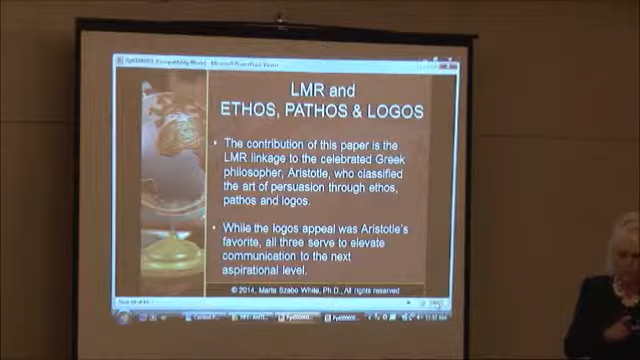 LMR and
ETHOS, PATHOS & LOGOS
• The contribution of this paper is the
LMR linkage to the celebrated Greek
philosopher, Aristotle, who classified
the art of persuasion through ethos,
pathos and logos.
• While the logos appeal was Aristotle's
favorite, all three serve to elevate
communication to the next
aspirational level.
© 2014, Marta Szabo White, Ph.D., All rights reserved